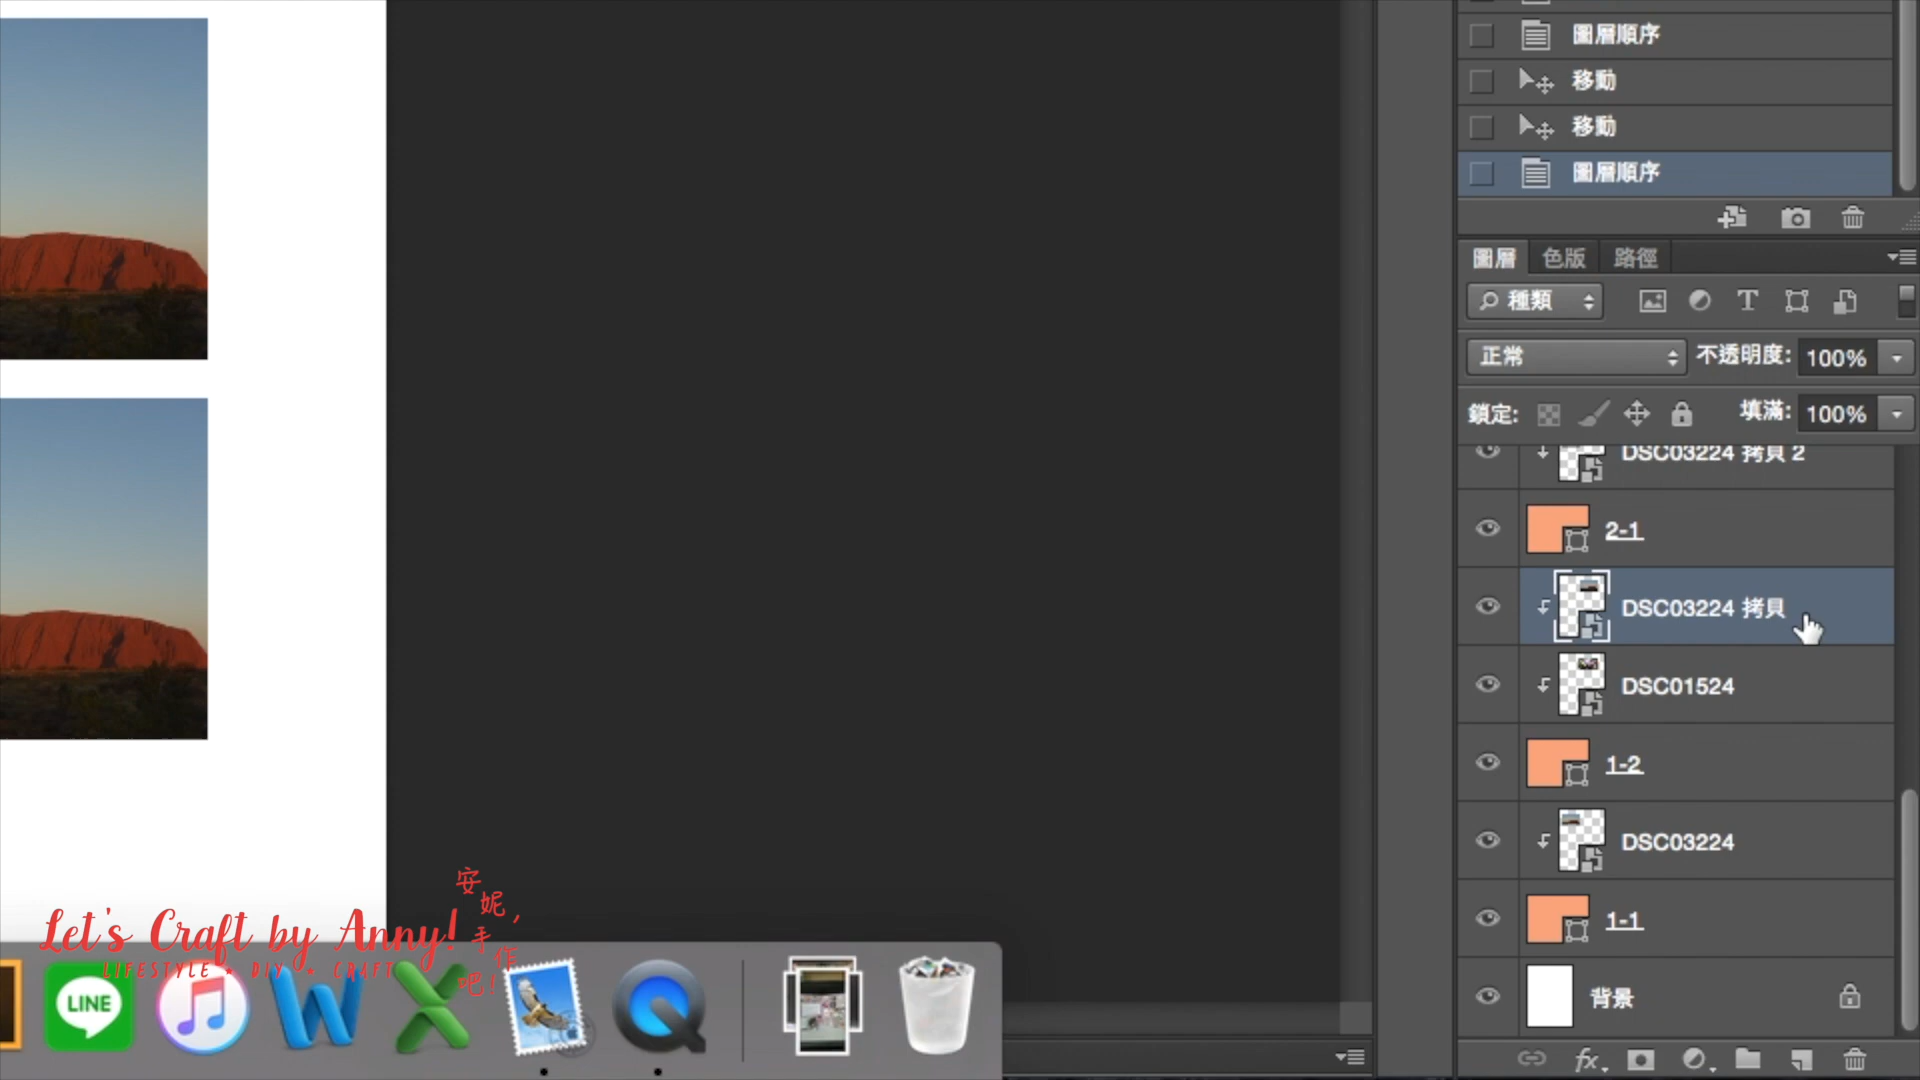 圖層順序
移動
移動
圖層順序
圖層 色版 路徑
種類
正常 不透明度: 100%
鎖定: 填滿: 100%
DSC03224 拷貝 2
2-1
DSC03224 拷貝
DSC01524
1-2
DSC03224
1-1
背景
fx
Let's Craft by Anny!
LIFESTYLE • DIY • CRAFT
安妮,手作吧!
LINE